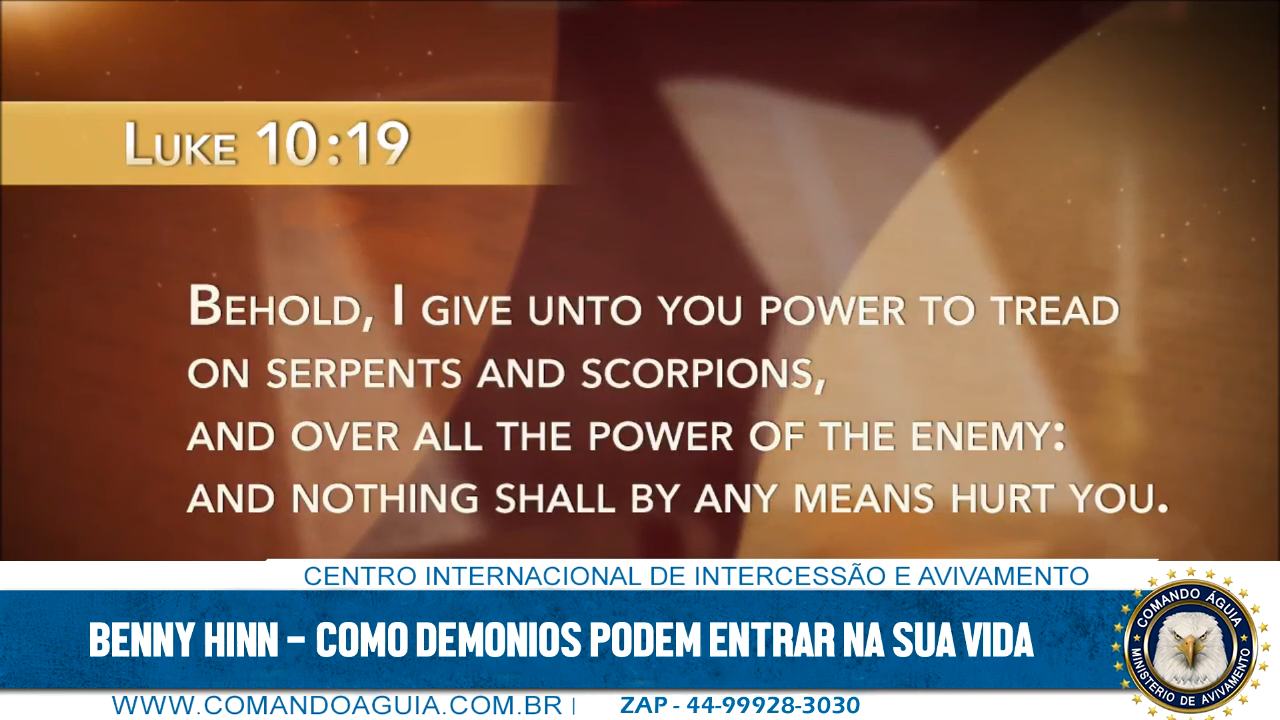 Luke 10:19
Behold, I give unto you power to tread
on serpents and scorpions,
and over all the power of the enemy:
and nothing shall by any means hurt you.
CENTRO INTERNACIONAL DE INTERCESSÃO E AVIVAMENTO
BENNY HINN - COMO DEMONIOS PODEM ENTRAR NA SUA VIDA
COMANDO ÁGUIA
MINISTÉRIO DE AVIVAMENTO
WWW.COMANDOAGUIA.COM.BR | ZAP - 44-99928-3030